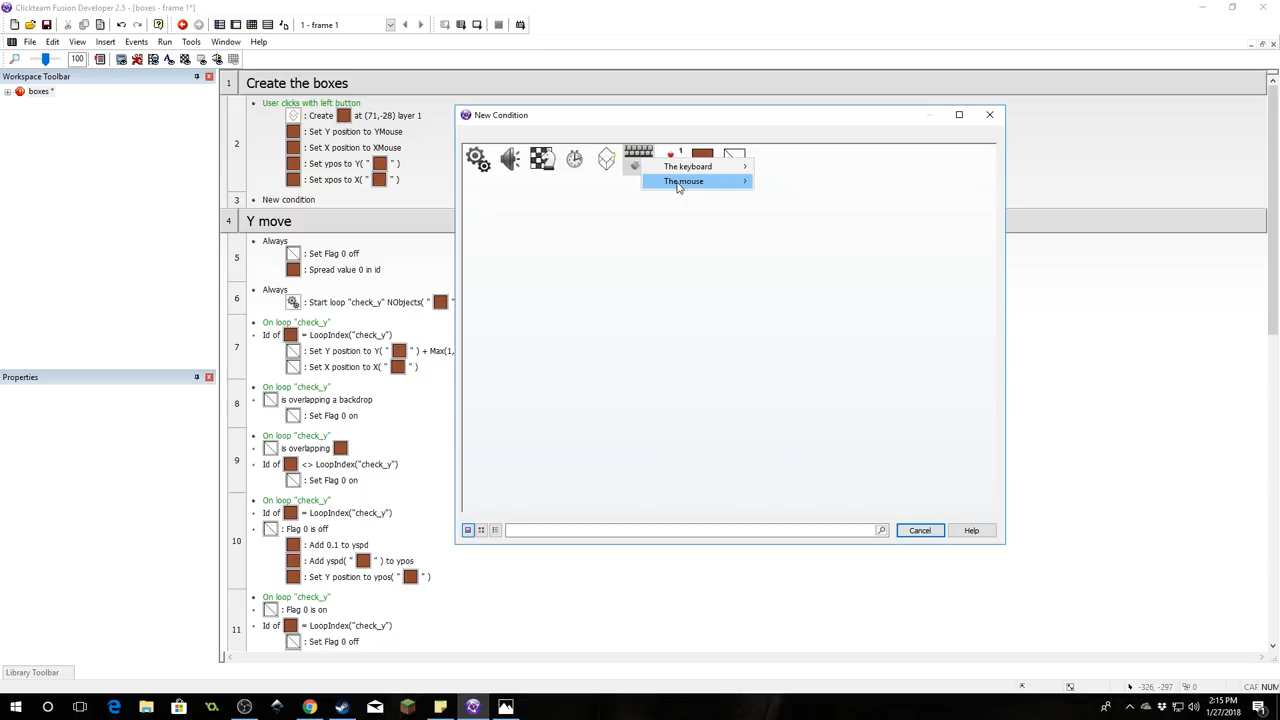 Clickteam Fusion Developer 2.5 - [boxes - frame 1*]
1 - frame 1
File Edit View Insert Events Run Tools Window Help
100
Workspace Toolbar
boxes *
Properties
Library Toolbar
1 Create the boxes
User clicks with left button
2
: Create at (71,-28) layer 1
: Set Y position to YMouse
: Set X position to XMouse
: Set ypos to Y( " " )
: Set xpos to X( " " )
3 New condition
4 Y move
Always
5
: Set Flag 0 off
: Spread value 0 in id
Always
6 : Start loop "check_y" NObjects( " "
On loop "check_y"
Id of = LoopIndex("check_y")
7
: Set Y position to Y( " " ) + Max(1,
: Set X position to X( " " )
On loop "check_y"
8 is overlapping a backdrop
: Set Flag 0 on
On loop "check_y"
9 is overlapping
Id of <> LoopIndex("check_y")
: Set Flag 0 on
On loop "check_y"
Id of = LoopIndex("check_y")
: Flag 0 is off
10
: Add 0.1 to yspd
: Add yspd( " " ) to ypos
: Set Y position to ypos( " " )
On loop "check_y"
: Flag 0 is on
11
Id of = LoopIndex("check_y")
: Set Flag 0 off
New Condition
1
The keyboard
The mouse
Cancel Help
-326, -297 0 CAP NUM
2:15 PM
1/27/2018